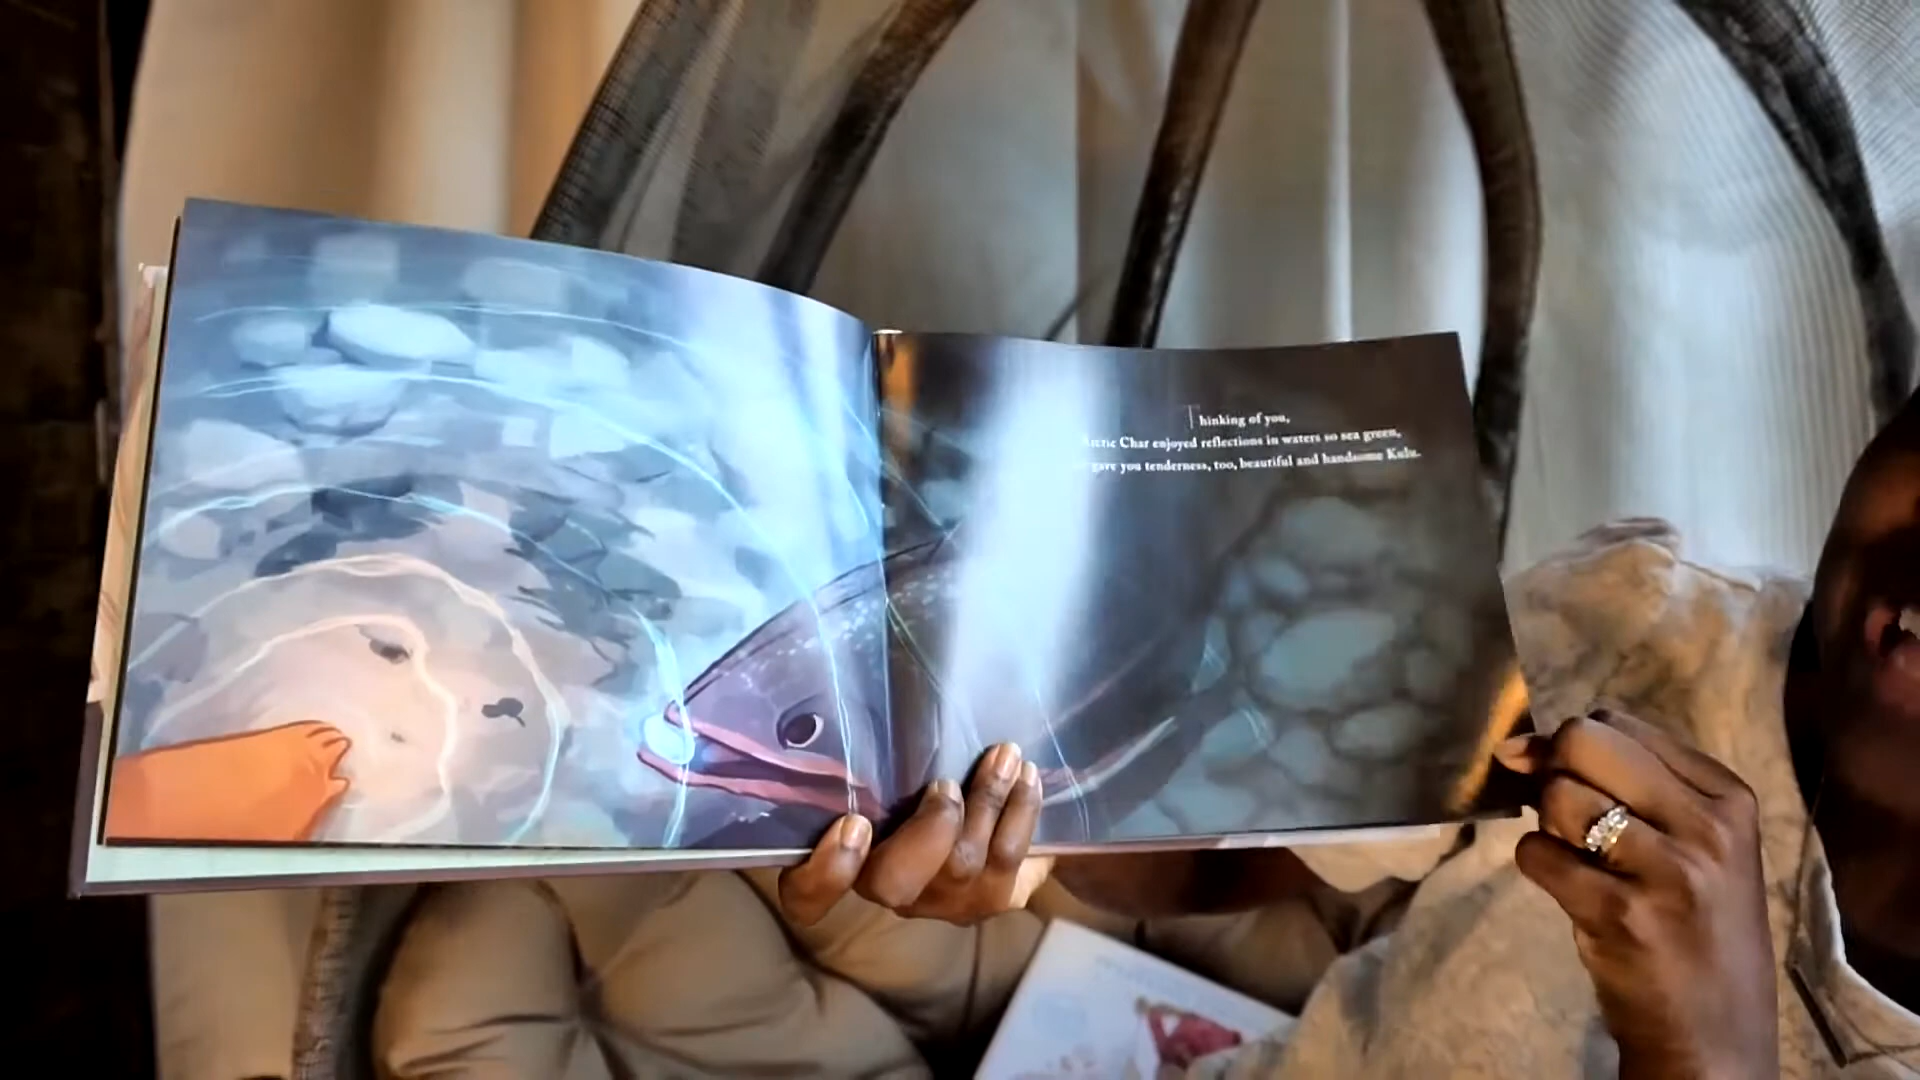 Thinking of you,
Arctic Char enjoyed reflections in waters so sea green,
gave you tenderness, too, beautiful and handsome Kulu.